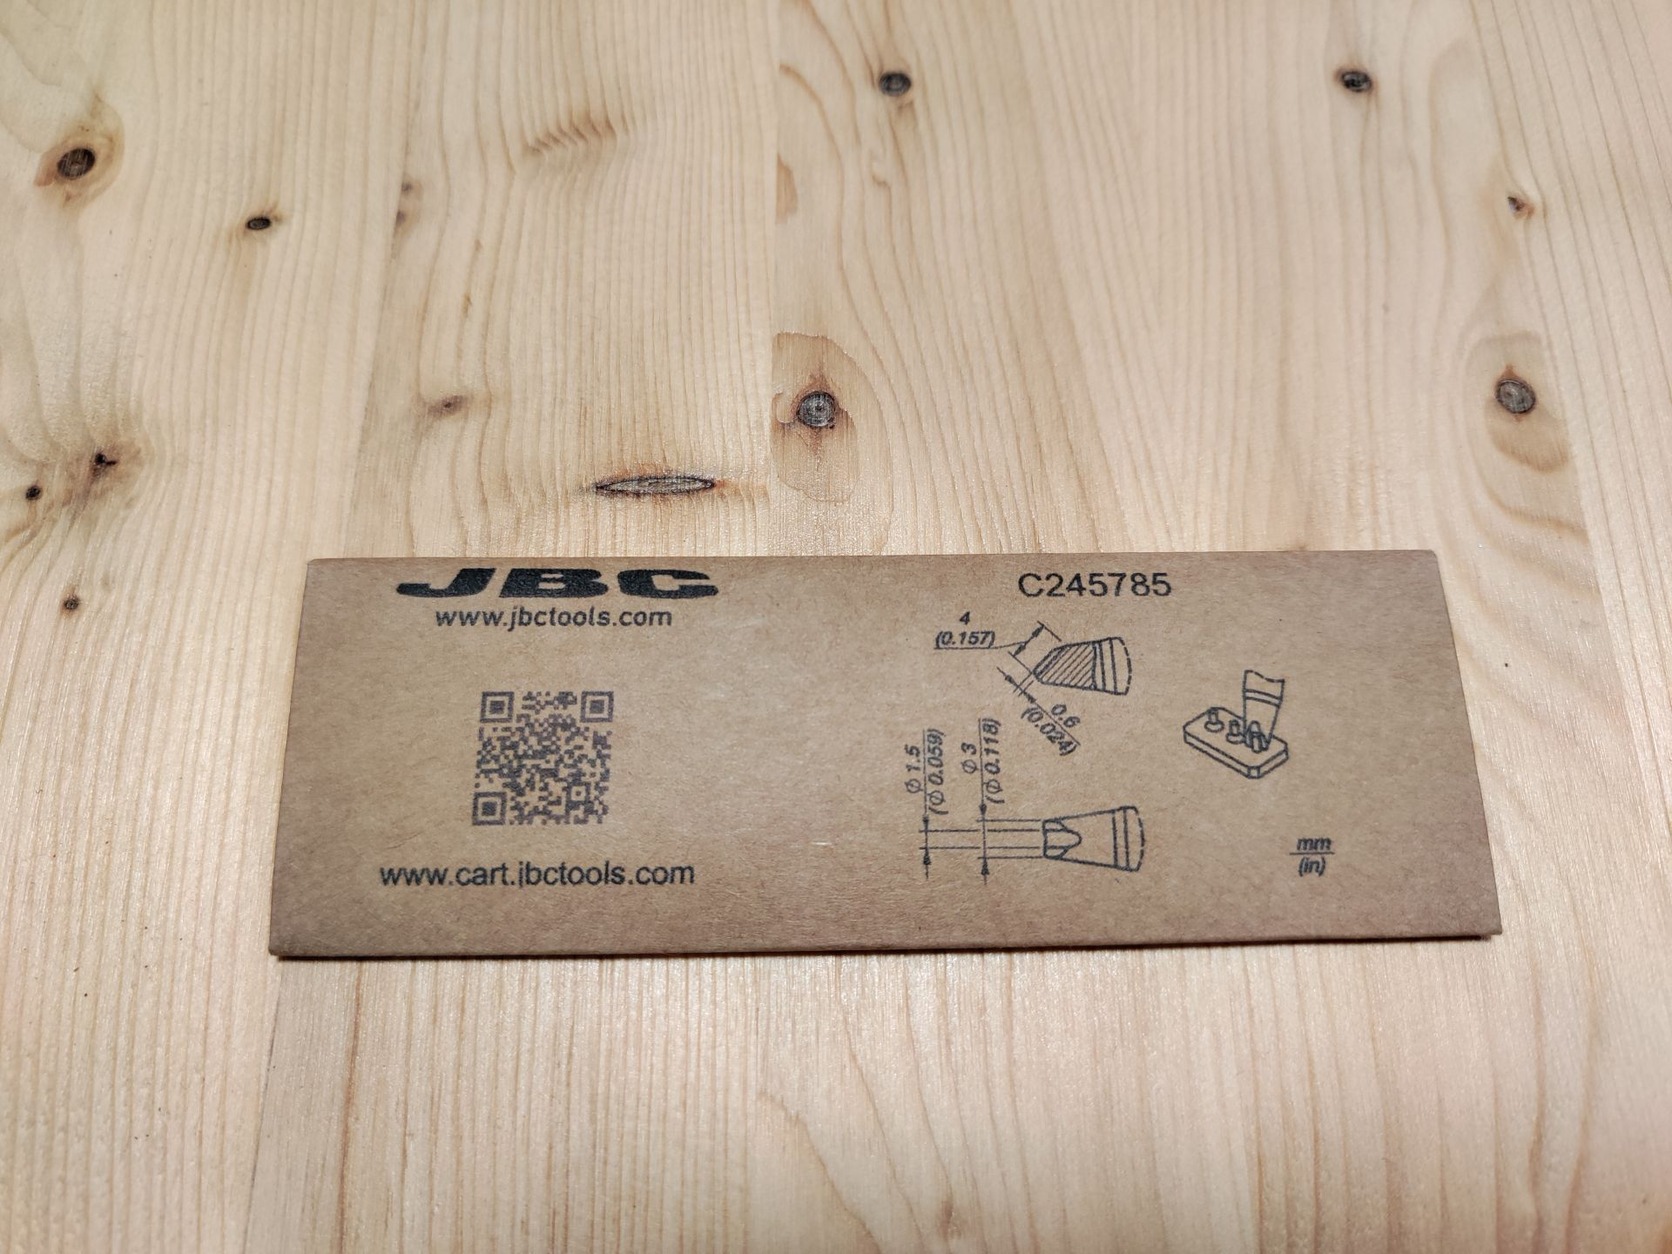 JBC
www.jbctools.com
www.cart.jbctools.com
C245785
4
(0.157)
0.6
(0.024)
Φ 1.5
(Φ 0.059)
Φ 3
(Φ 0.118)
mm
(in)